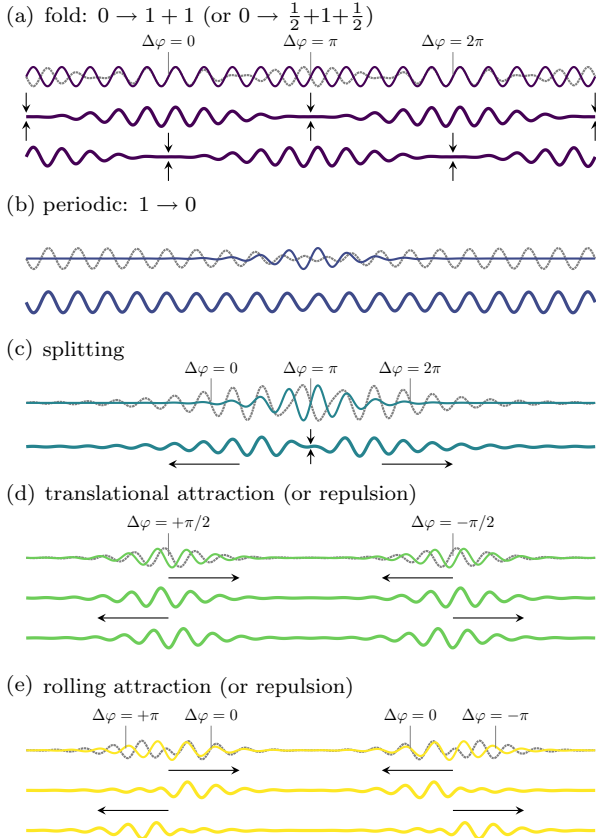 (a) fold: 0 → 1 + 1 (or 0 → 1/2+1+1/2)
Δφ = 0 Δφ = π Δφ = 2π
(b) periodic: 1 → 0
(c) splitting
Δφ = 0 Δφ = π Δφ = 2π
(d) translational attraction (or repulsion)
Δφ = +π/2 Δφ = −π/2
(e) rolling attraction (or repulsion)
Δφ = +π Δφ = 0 Δφ = 0 Δφ = −π